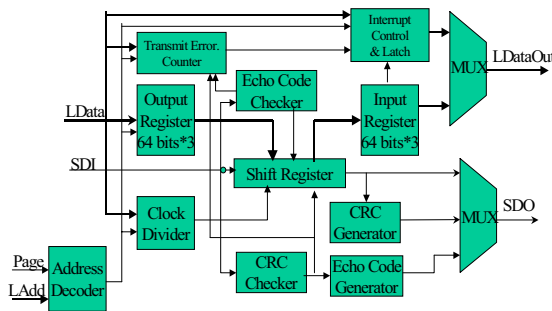 Interrupt
Control
& Latch
Transmit Error.
Counter
MUX
LDataOut
Echo Code
Checker
LData
Output
Register
64 bits*3
Input
Register
64 bits*3
SDI
Shift Register
Clock
Divider
CRC
Generator
MUX
SDO
Page
LAdd
Address
Decoder
CRC
Checker
Echo Code
Generator